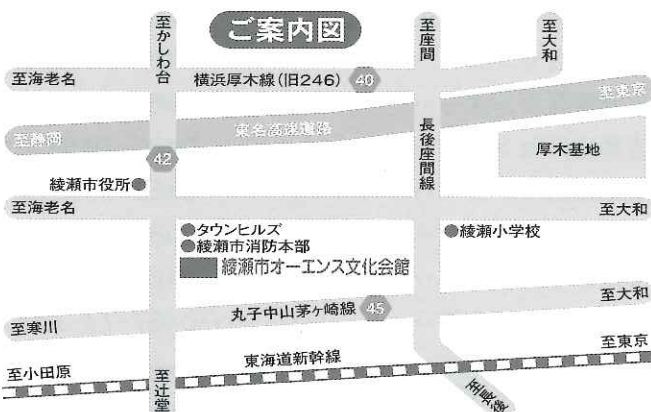 ご案内図
至かしわ台
至座間
至大和
至海老名
横浜厚木線(旧246)
40
至静岡
東名高速道路
至東京
長後座間線
厚木基地
42
綾瀬市役所
至海老名
至大和
タウンヒルズ
綾瀬市消防本部
綾瀬市オーエンス文化会館
綾瀬小学校
丸子中山茅ヶ崎線
45
至大和
至寒川
至小田原
東海道新幹線
至東京
至辻堂
至長後